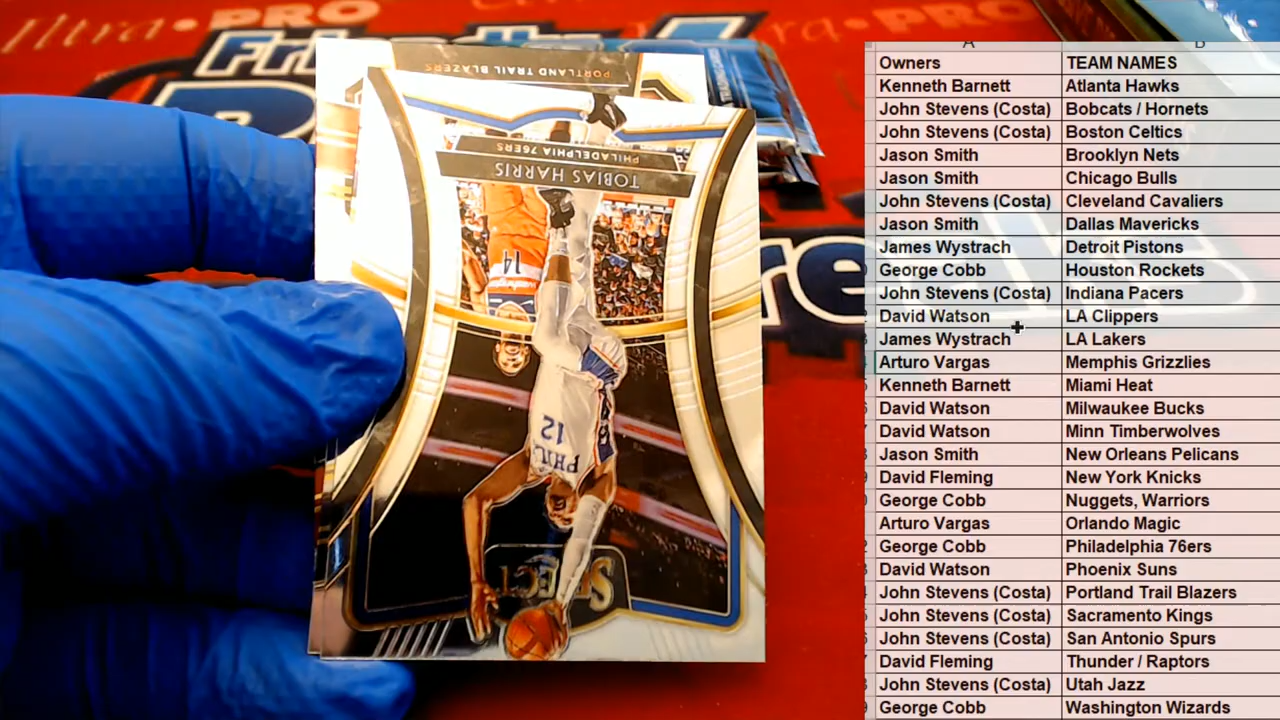 Ultra•PRO
Ultra•PRO
PORTLAND TRAIL BLAZERS
PHILADELPHIA 76ERS
TOBIAS HARRIS
14
12
PHILA
SELECT
A B
Owners TEAM NAMES
Kenneth Barnett Atlanta Hawks
John Stevens (Costa) Bobcats / Hornets
John Stevens (Costa) Boston Celtics
Jason Smith Brooklyn Nets
Jason Smith Chicago Bulls
John Stevens (Costa) Cleveland Cavaliers
Jason Smith Dallas Mavericks
James Wystrach Detroit Pistons
George Cobb Houston Rockets
John Stevens (Costa) Indiana Pacers
David Watson LA Clippers
James Wystrach LA Lakers
Arturo Vargas Memphis Grizzlies
Kenneth Barnett Miami Heat
David Watson Milwaukee Bucks
David Watson Minn Timberwolves
Jason Smith New Orleans Pelicans
David Fleming New York Knicks
George Cobb Nuggets, Warriors
Arturo Vargas Orlando Magic
George Cobb Philadelphia 76ers
David Watson Phoenix Suns
John Stevens (Costa) Portland Trail Blazers
John Stevens (Costa) Sacramento Kings
John Stevens (Costa) San Antonio Spurs
David Fleming Thunder / Raptors
John Stevens (Costa) Utah Jazz
George Cobb Washington Wizards